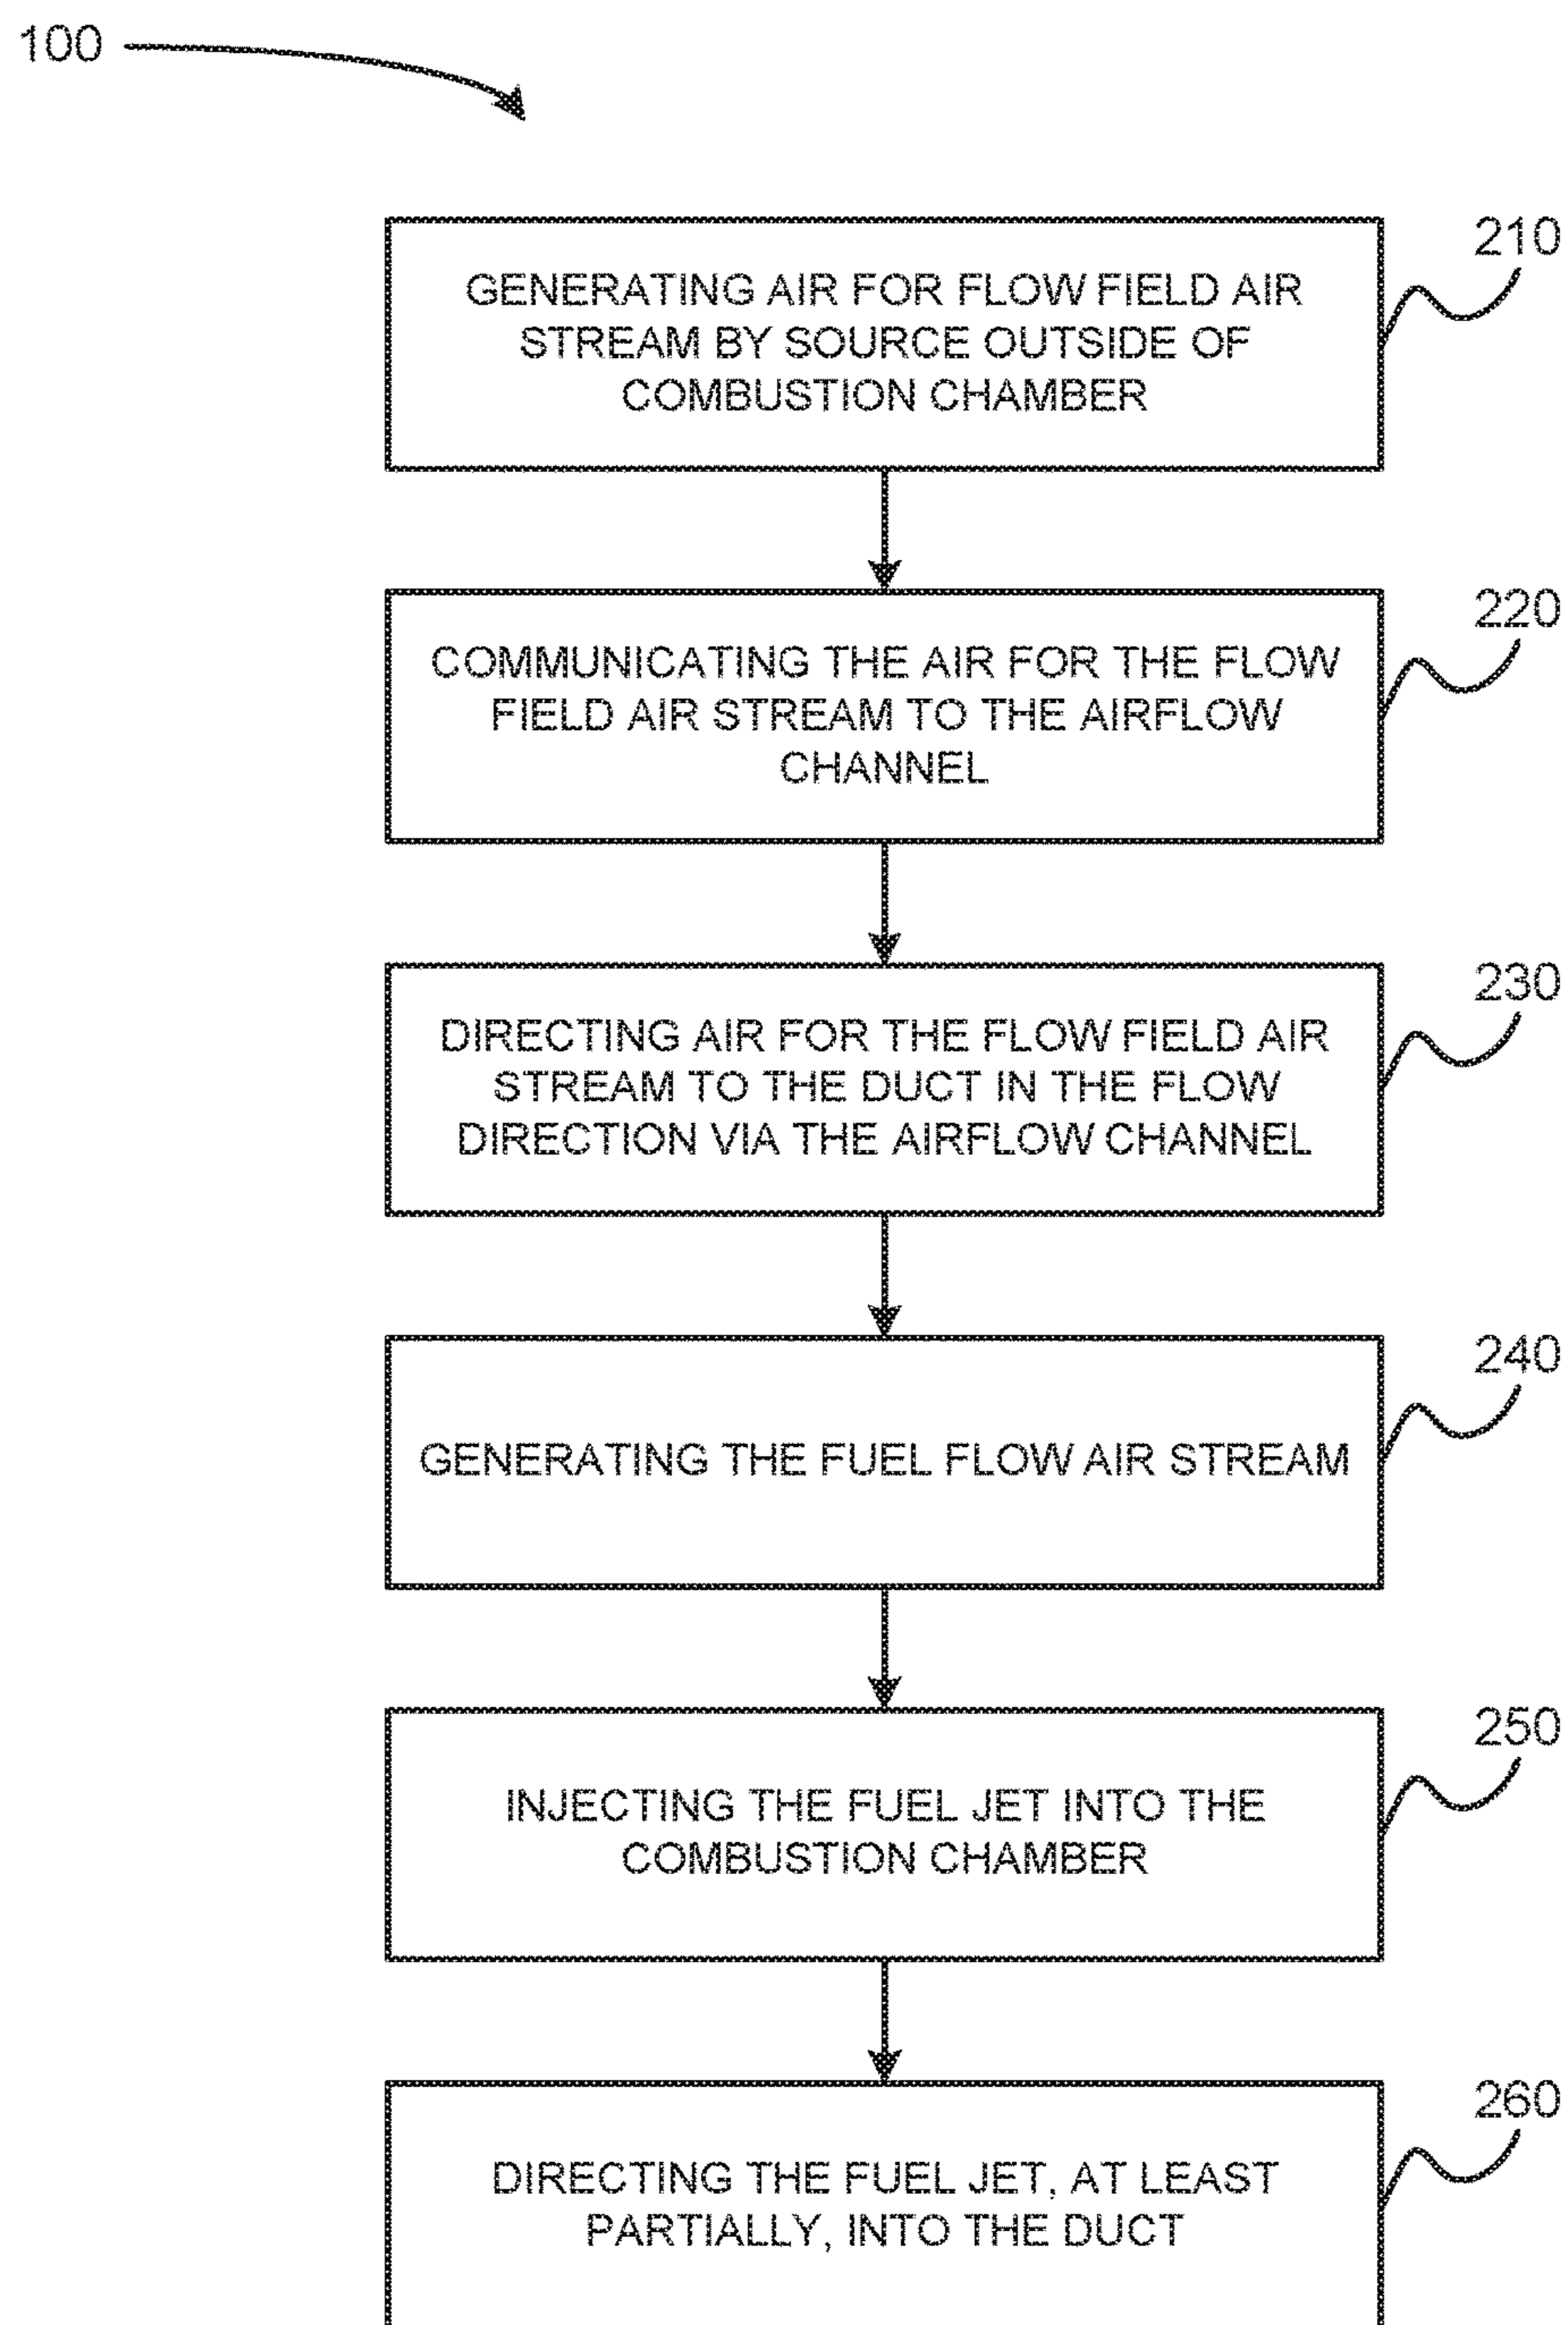 100
210
GENERATING AIR FOR FLOW FIELD AIR
STREAM BY SOURCE OUTSIDE OF
COMBUSTION CHAMBER
220
COMMUNICATING THE AIR FOR THE FLOW
FIELD AIR STREAM TO THE AIRFLOW
CHANNEL
230
DIRECTING AIR FOR THE FLOW FIELD AIR
STREAM TO THE DUCT IN THE FLOW
DIRECTION VIA THE AIRFLOW CHANNEL
240
GENERATING THE FUEL FLOW AIR STREAM
250
INJECTING THE FUEL JET INTO THE
COMBUSTION CHAMBER
260
DIRECTING THE FUEL JET, AT LEAST
PARTIALLY, INTO THE DUCT